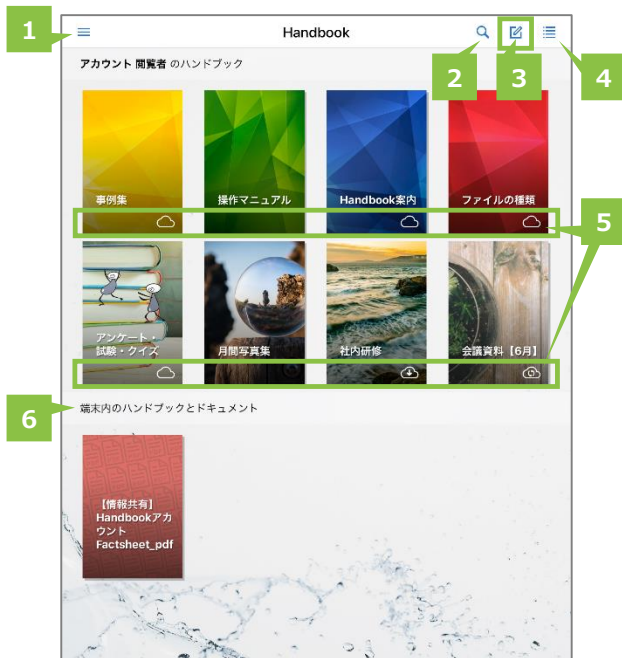 1
Handbook
2
3
4
アカウント 閲覧者 のハンドブック
事例集
操作マニュアル
Handbook案内
ファイルの種類
5
アンケート・
試験・クイズ
月間写真集
社内研修
会議資料【6月】
6
端末内のハンドブックとドキュメント
【情報共有】
Handbookアカ
ウント
Factsheet_pdf